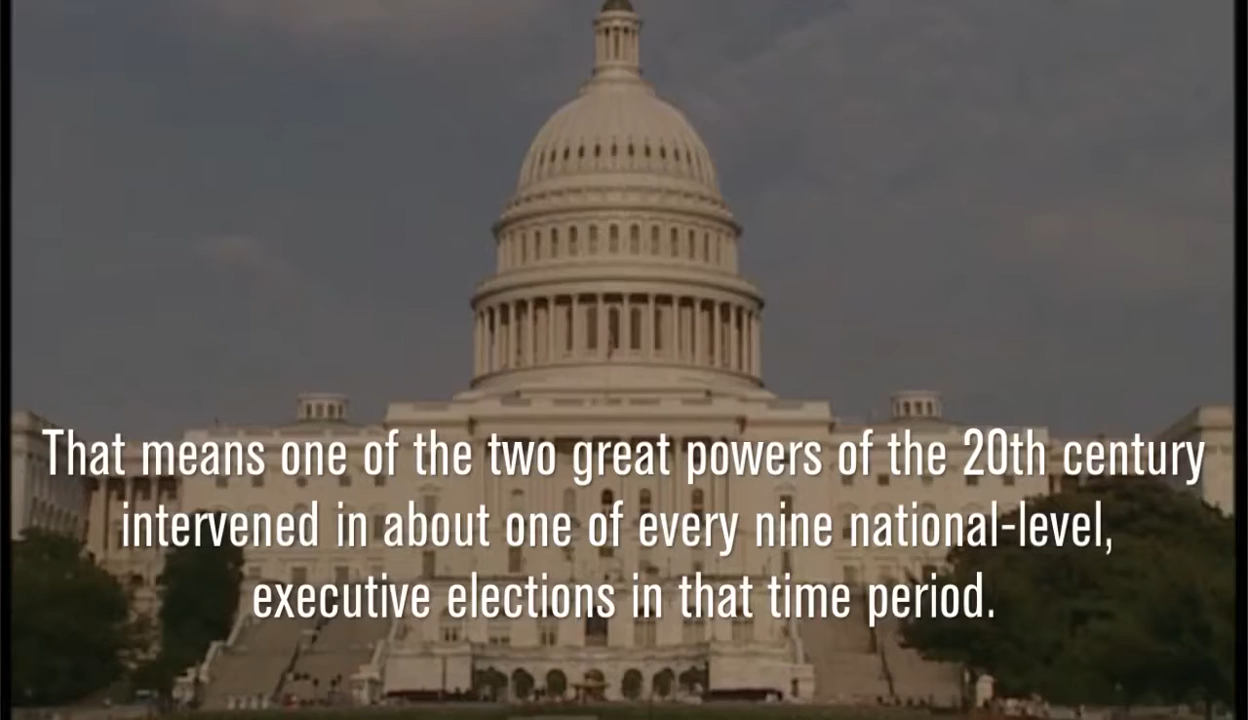 That means one of the two great powers of the 20th century
intervened in about one of every nine national-level,
executive elections in that time period.